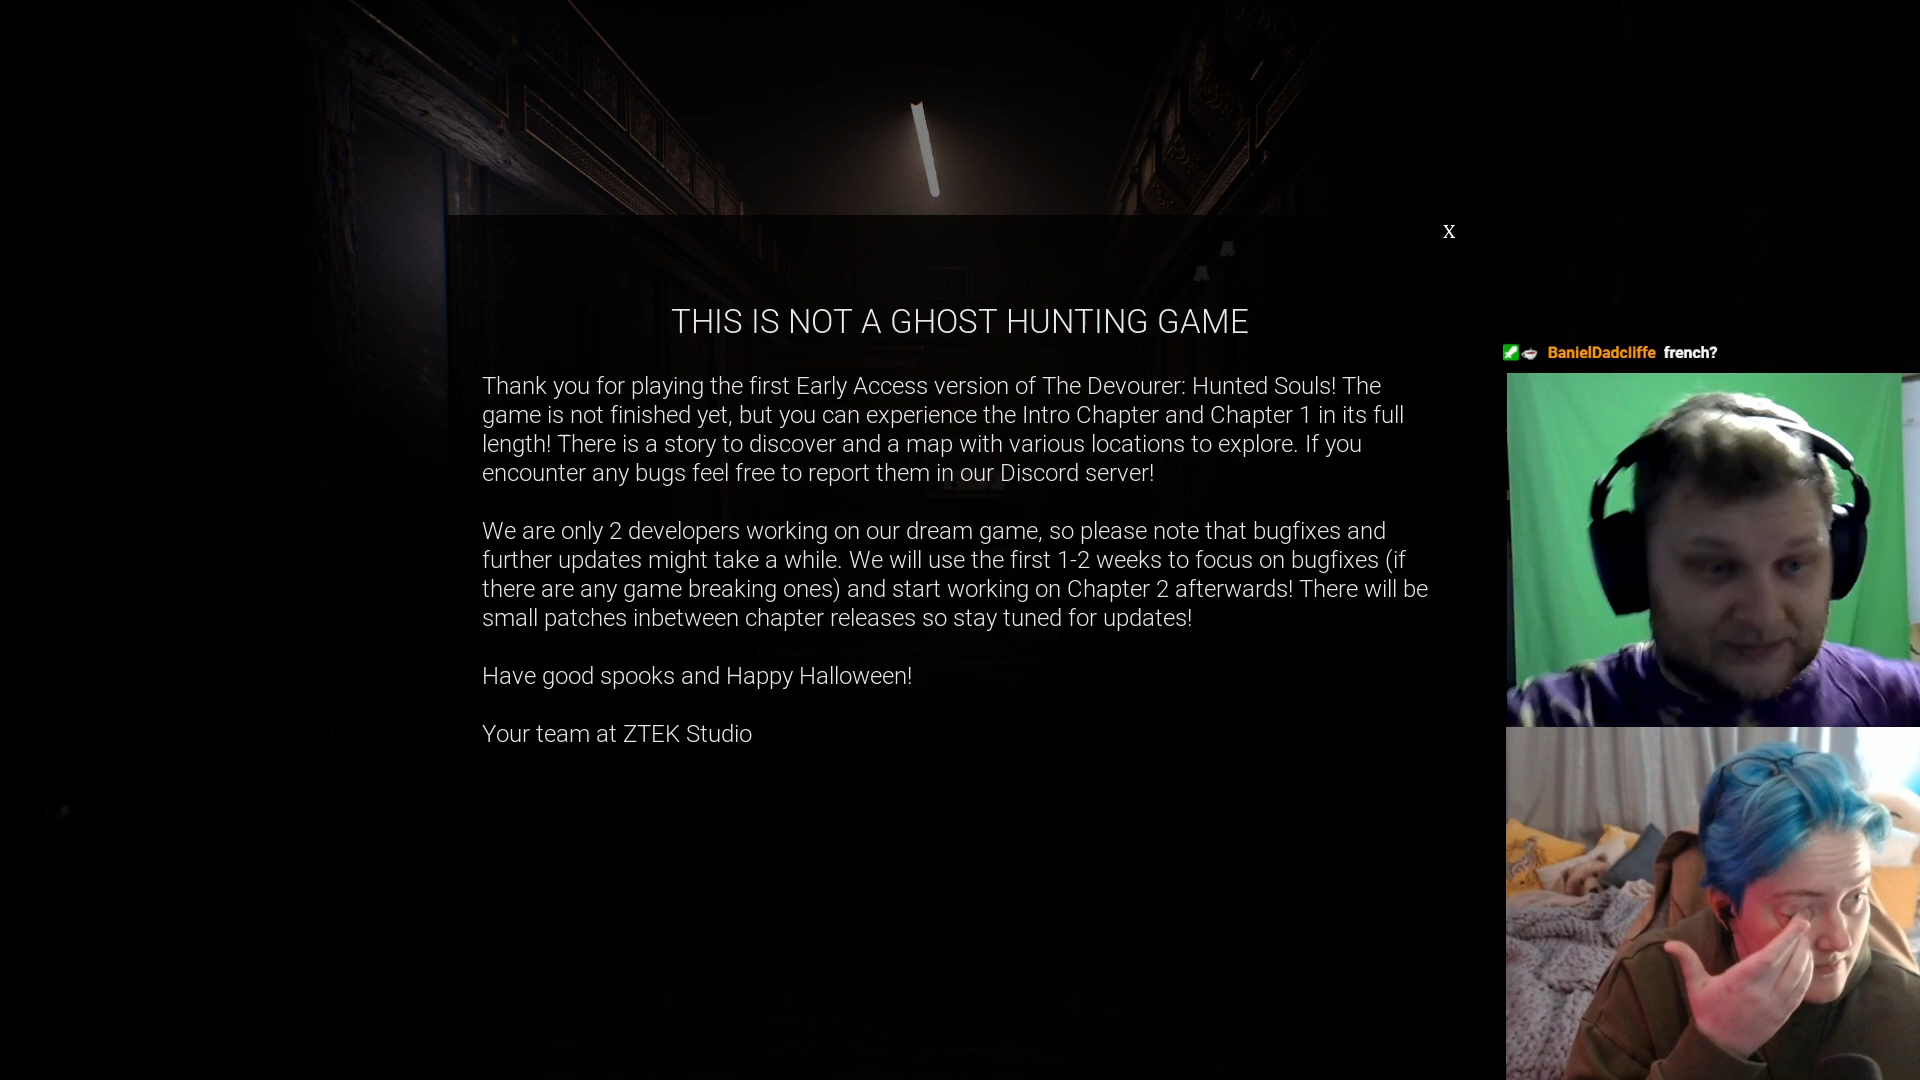 X
THIS IS NOT A GHOST HUNTING GAME
Thank you for playing the first Early Access version of The Devourer: Hunted Souls! The
game is not finished yet, but you can experience the Intro Chapter and Chapter 1 in its full
length! There is a story to discover and a map with various locations to explore. If you
encounter any bugs feel free to report them in our Discord server!
We are only 2 developers working on our dream game, so please note that bugfixes and
further updates might take a while. We will use the first 1-2 weeks to focus on bugfixes (if
there are any game breaking ones) and start working on Chapter 2 afterwards! There will be
small patches inbetween chapter releases so stay tuned for updates!
Have good spooks and Happy Halloween!
Your team at ZTEK Studio
BanielDadcliffe french?